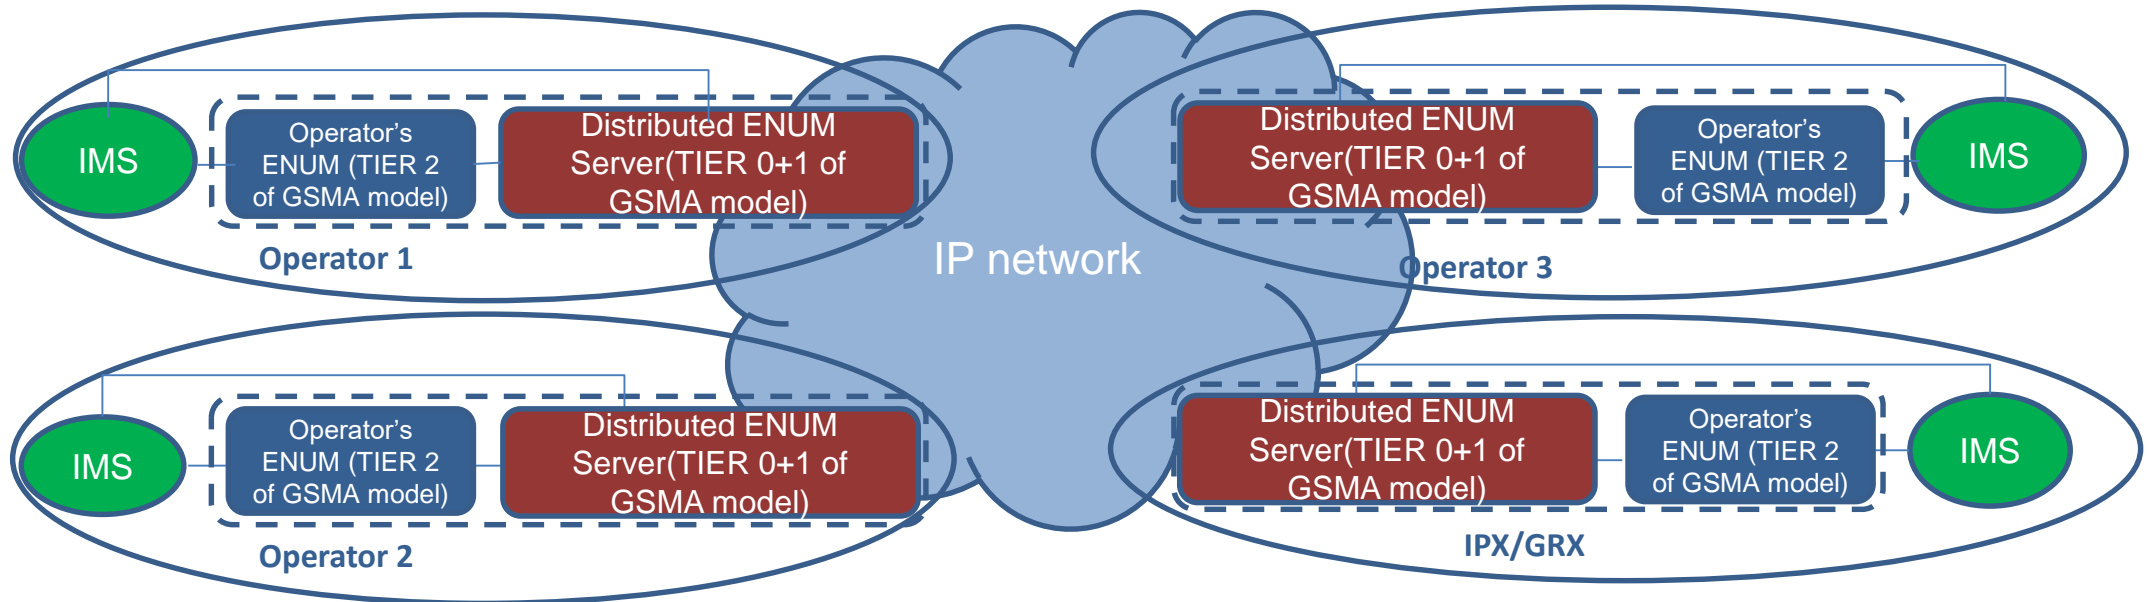 IMS
Operator's
ENUM (TIER 2
of GSMA model)
Distributed ENUM
Server(TIER 0+1 of
GSMA model)
Operator 1
IP network
Distributed ENUM
Server(TIER 0+1 of
GSMA model)
Operator's
ENUM (TIER 2
of GSMA model)
IMS
Operator 3
IMS
Operator's
ENUM (TIER 2
of GSMA model)
Distributed ENUM
Server(TIER 0+1 of
GSMA model)
Operator 2
Distributed ENUM
Server(TIER 0+1 of
GSMA model)
Operator's
ENUM (TIER 2
of GSMA model)
IMS
IPX/GRX